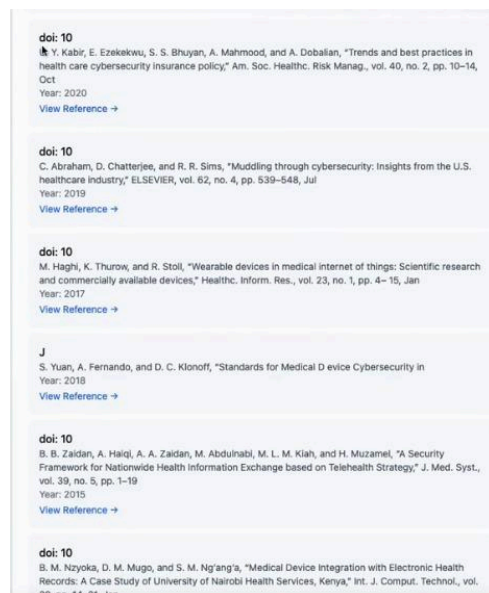 doi: 10
Y. Kabir, E. Ezekekwu, S. S. Bhuyan, A. Mahmood, and A. Dobalian, "Trends and best practices in
health care cybersecurity insurance policy," Am. Soc. Healthc. Risk Manag., vol. 40, no. 2, pp. 10–14,
Oct
Year: 2020
View Reference →
doi: 10
C. Abraham, D. Chatterjee, and R. R. Sims, "Muddling through cybersecurity: Insights from the U.S.
healthcare industry," ELSEVIER, vol. 62, no. 4, pp. 539–548, Jul
Year: 2019
View Reference →
doi: 10
M. Haghi, K. Thurow, and R. Stoll, "Wearable devices in medical internet of things: Scientific research
and commercially available devices," Healthc. Inform. Res., vol. 23, no. 1, pp. 4– 15, Jan
Year: 2017
View Reference →
J
S. Yuan, A. Fernando, and D. C. Klonoff, "Standards for Medical D evice Cybersecurity in
Year: 2018
View Reference →
doi: 10
B. B. Zaidan, A. Haiqi, A. A. Zaidan, M. Abdulnabi, M. L. M. Kiah, and H. Muzamel, "A Security
Framework for Nationwide Health Information Exchange based on Telehealth Strategy," J. Med. Syst.,
vol. 39, no. 5, pp. 1–19
Year: 2015
View Reference →
doi: 10
B. M. Nzyoka, D. M. Mugo, and S. M. Ng'ang'a, "Medical Device Integration with Electronic Health
Records: A Case Study of University of Nairobi Health Services, Kenya," Int. J. Comput. Technol., vol.